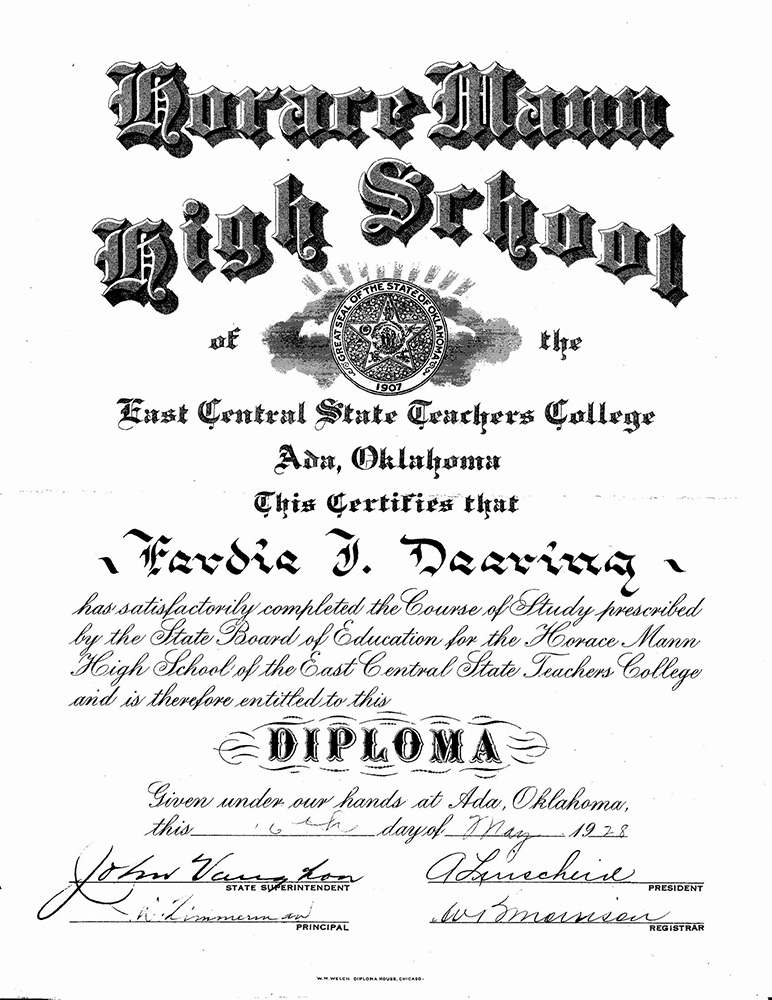 Horace Mann
High School
GREAT SEAL OF THE STATE OF OKLAHOMA
1907
of the
East Central State Teachers College
Ada, Oklahoma
This Certifies that
Fardie I. Dearing
has satisfactorily completed the Course of Study prescribed
by the State Board of Education for the Horace Mann
High School of the East Central State Teachers College
and is therefore entitled to this
DIPLOMA
Given under our hands at Ada, Oklahoma,
this 6th day of May 1928
John Vaughan A Linscheid
STATE SUPERINTENDENT PRESIDENT
Zimmerman Morrison
PRINCIPAL REGISTRAR
W.M. WELCH DIPLOMA HOUSE, CHICAGO-